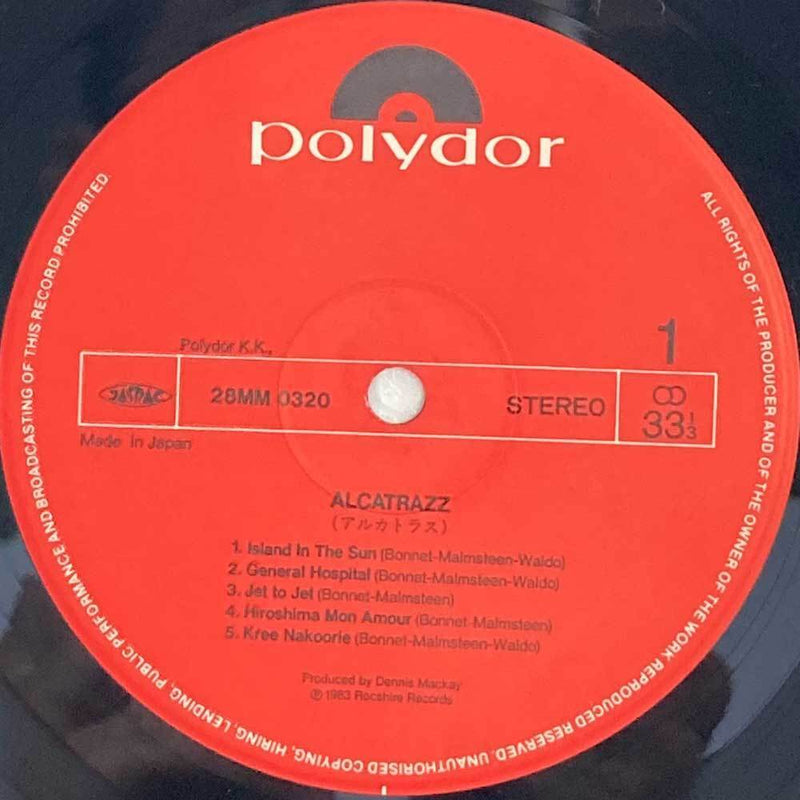 polydor
Polydor K.K.,
1
JASRAC
28MM 0320
STEREO
33 1/3
Made In Japan
ALCATRAZZ
(アルカトラス)
1. Island In The Sun (Bonnet-Malmsteen-Waldo)
2. General Hospital (Bonnet-Malmsteen-Waldo)
3. Jet to Jet (Bonnet-Malmsteen)
4. Hiroshima Mon Amour (Bonnet-Malmsteen)
5. Kree Nakoorie (Bonnet-Malmsteen-Waldo)
Produced by Dennis Mackay
℗ 1983 Rocshire Records
ALL RIGHTS OF THE PRODUCER AND OF THE OWNER OF THE WORK REPRODUCED RESERVED. UNAUTHORISED COPYING, HIRING, LENDING, PUBLIC PERFORMANCE AND BROADCASTING OF THIS RECORD PROHIBITED.